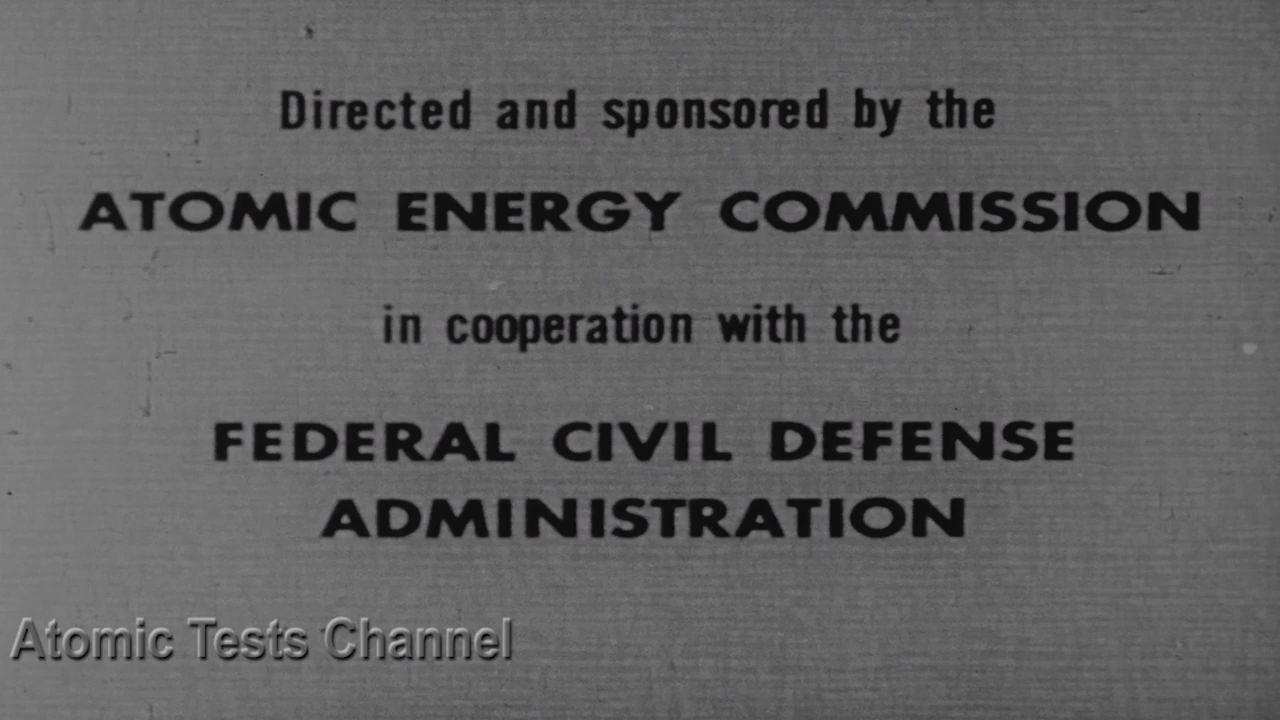 Directed and sponsored by the
ATOMIC ENERGY COMMISSION
in cooperation with the
FEDERAL CIVIL DEFENSE
ADMINISTRATION
Atomic Tests Channel